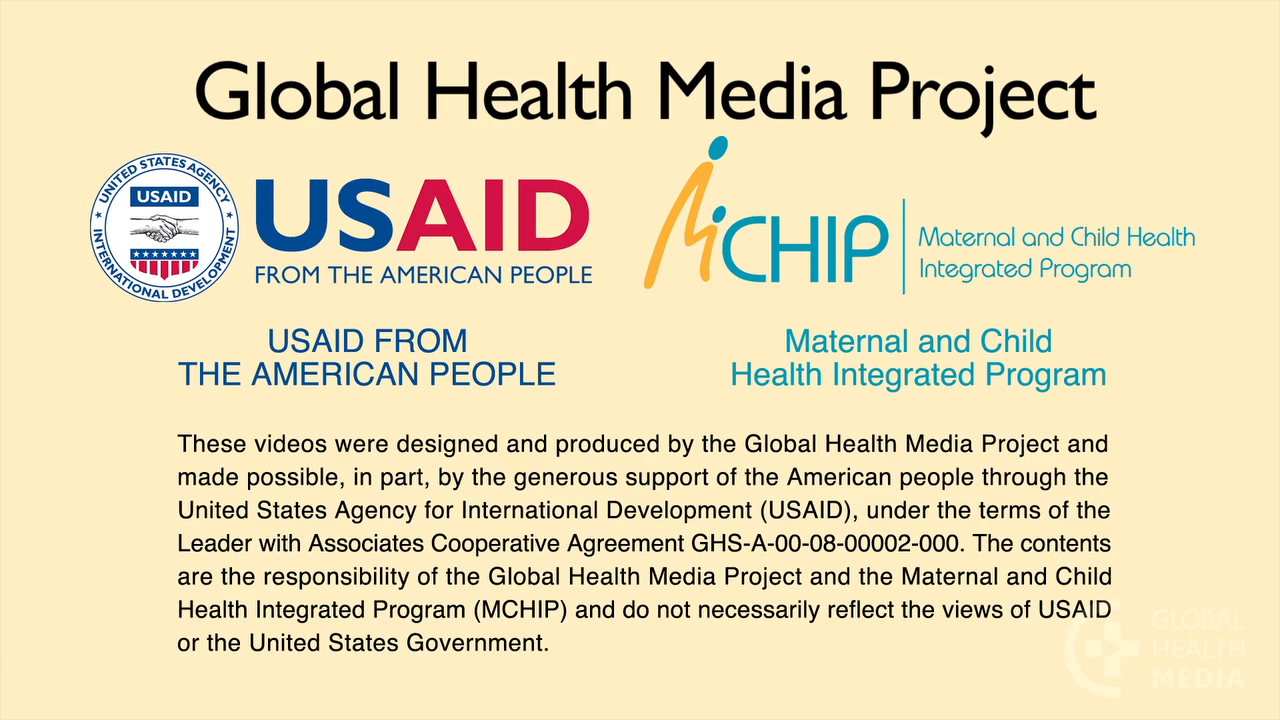 Global Health Media Project
UNITED STATES AGENCY
USAID
INTERNATIONAL DEVELOPMENT
USAID
FROM THE AMERICAN PEOPLE
MCHIP
Maternal and Child Health
Integrated Program
USAID FROM
THE AMERICAN PEOPLE
Maternal and Child
Health Integrated Program
These videos were designed and produced by the Global Health Media Project and
made possible, in part, by the generous support of the American people through the
United States Agency for International Development (USAID), under the terms of the
Leader with Associates Cooperative Agreement GHS-A-00-08-00002-000. The contents
are the responsibility of the Global Health Media Project and the Maternal and Child
Health Integrated Program (MCHIP) and do not necessarily reflect the views of USAID
or the United States Government.
GLOBAL
HEALTH
MEDIA